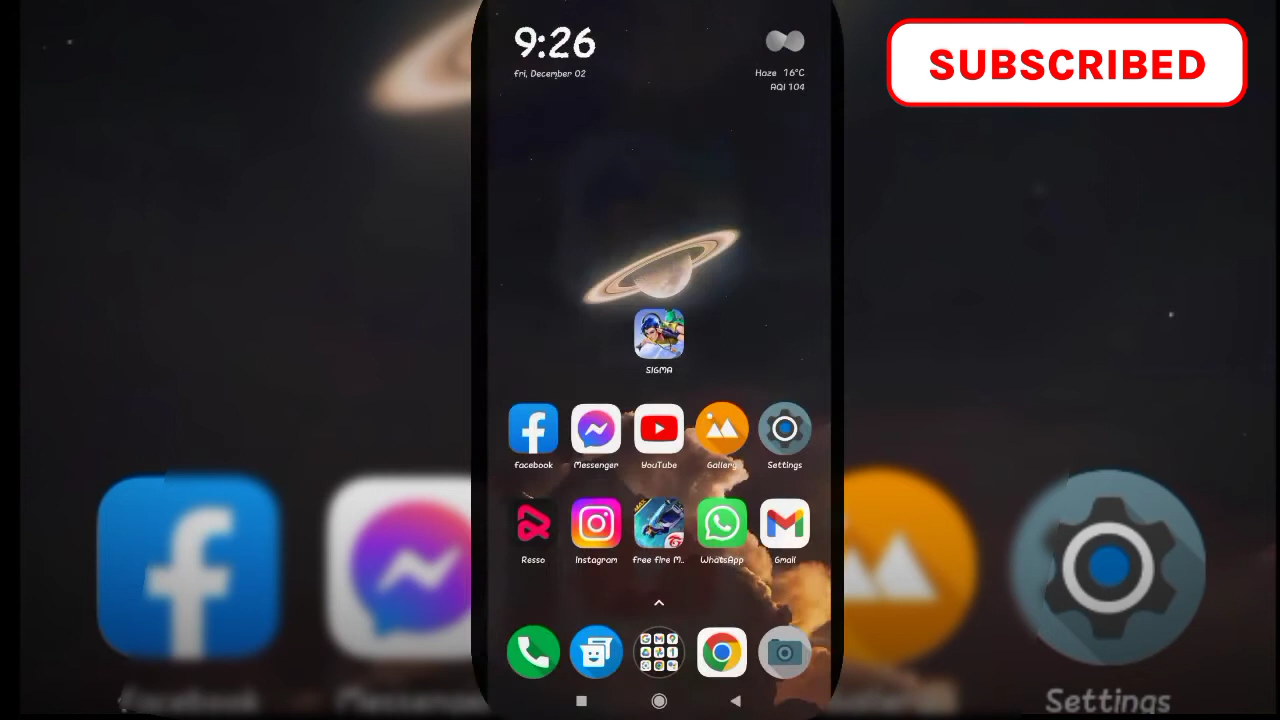 9:26
fri, December 02
Haze 16°C
AQI 104
SUBSCRIBED
SIGMA
facebook
Messenger
YouTube
Gallery
Settings
Resso
Instagram
free fire M..
WhatsApp
Gmail
facebook
Settings